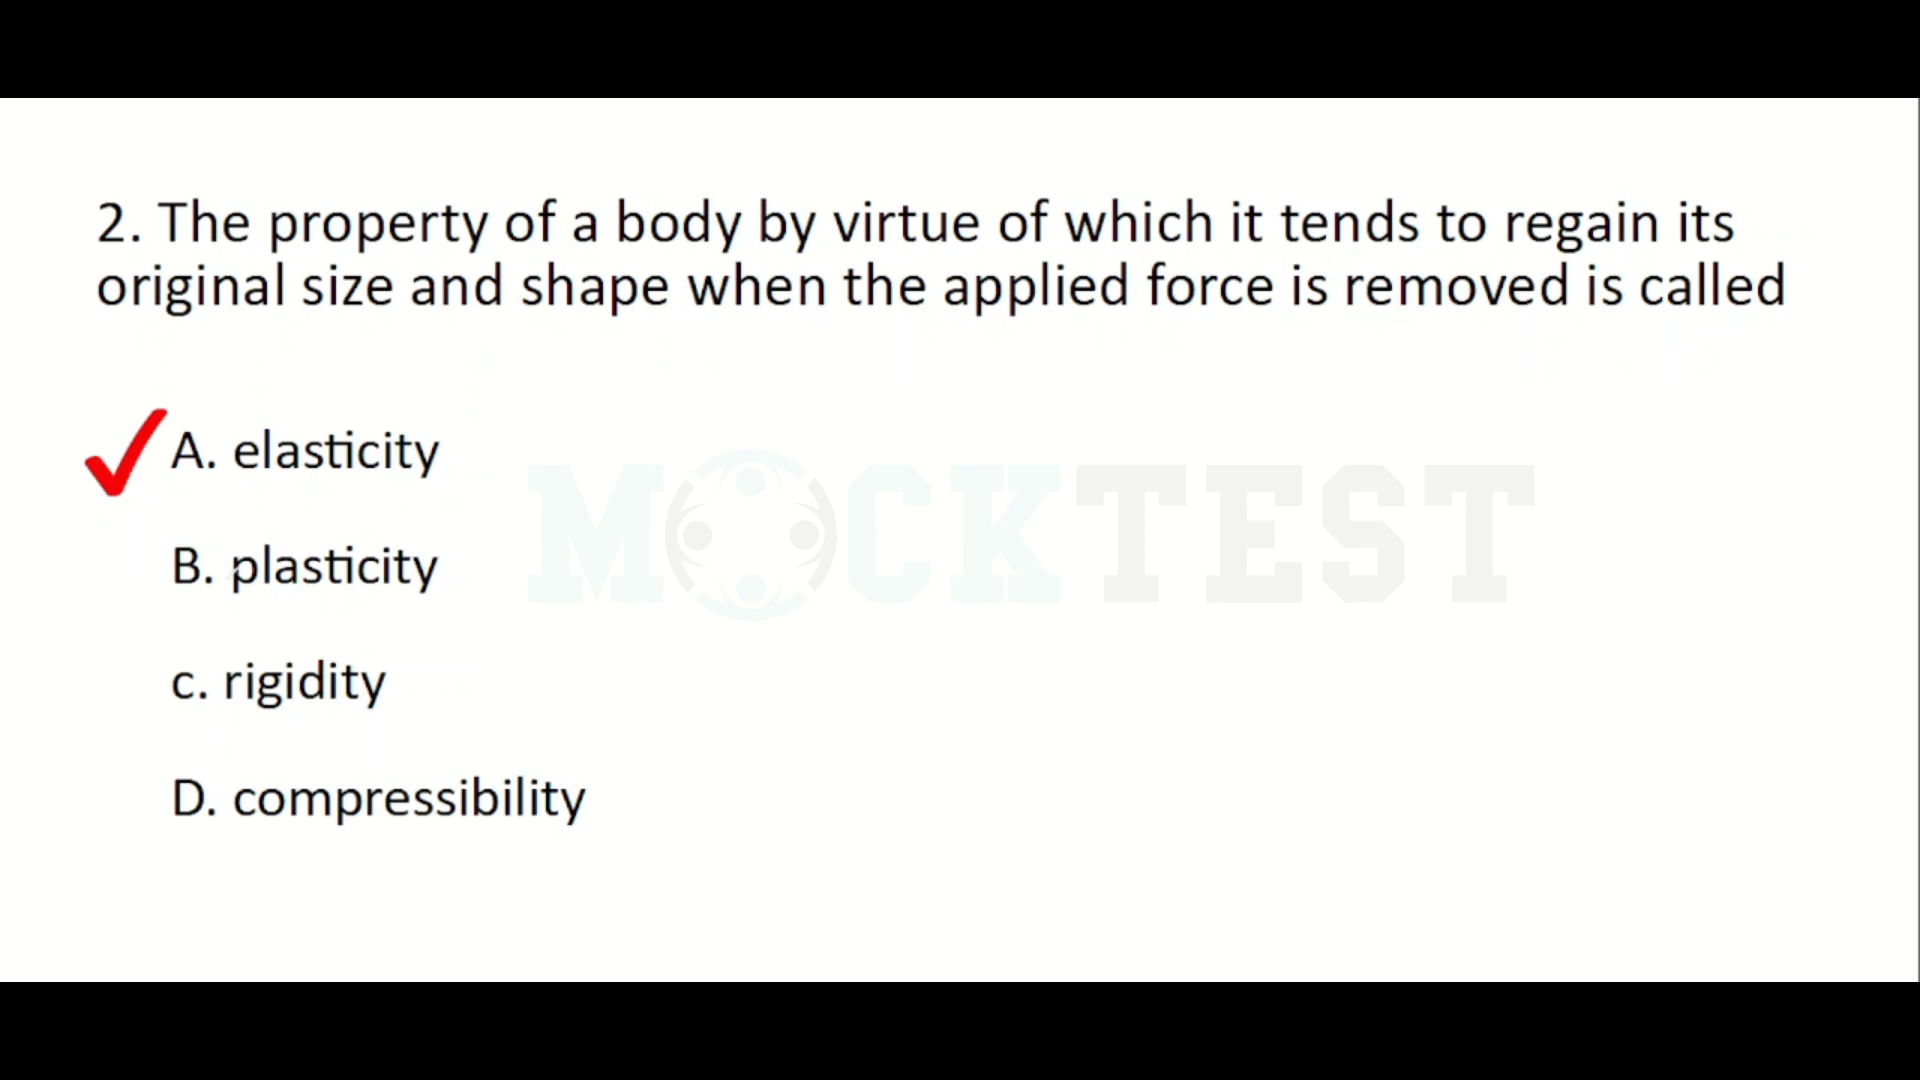 2. The property of a body by virtue of which it tends to regain its
original size and shape when the applied force is removed is called
A. elasticity
B. plasticity
c. rigidity
D. compressibility
MOCKTEST